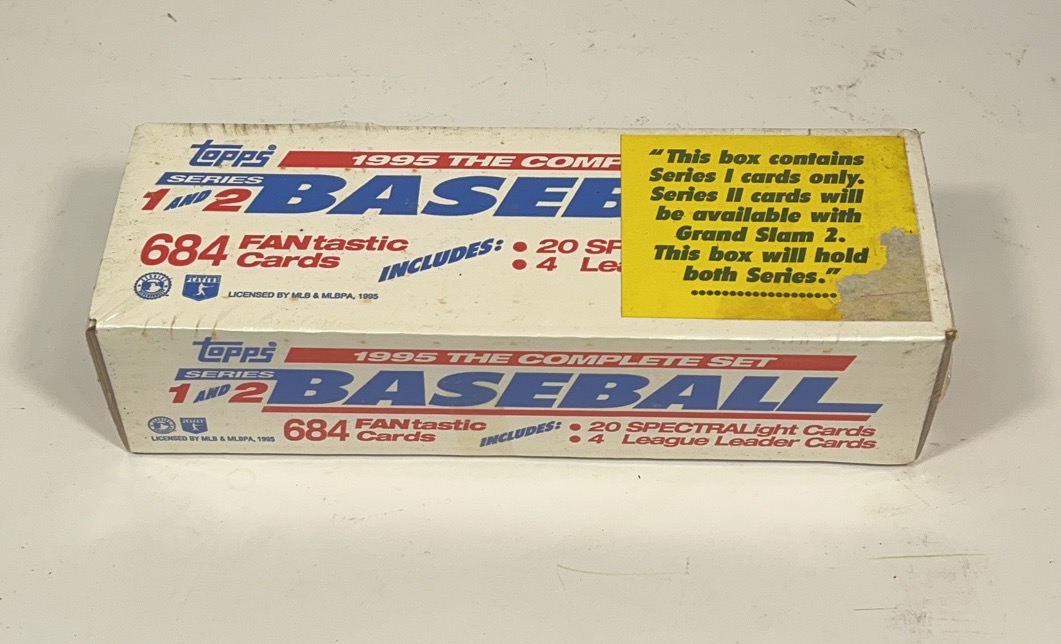 TOPPS
1995 THE COMP
SERIES
1 AND 2
BASEB
684 FANtastic
Cards
INCLUDES:
• 20 SP
• 4 Lea
LICENSED BY MLB & MLBPA, 1995
"This box contains
Series I cards only.
Series II cards will
be available with
Grand Slam 2.
This box will hold
both Series."
TOPPS
1995 THE COMPLETE SET
SERIES
1 AND 2
BASEBALL
LICENSED BY MLB & MLBPA, 1995
684 FANtastic
Cards
INCLUDES:
• 20 SPECTRALight Cards
• 4 League Leader Cards